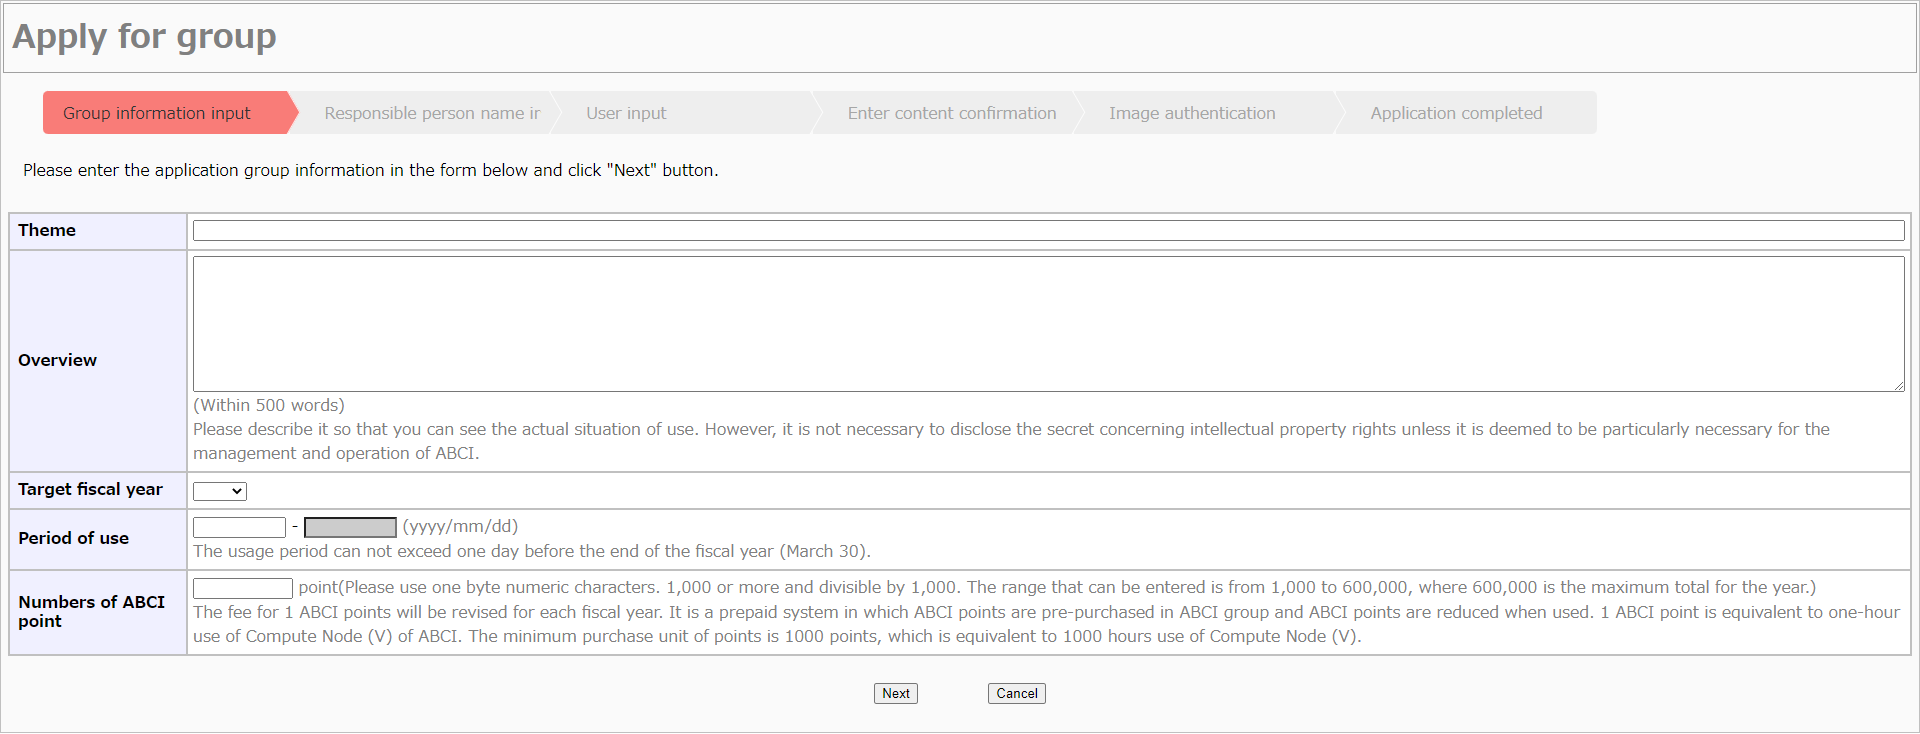 Apply for group
Group information input
Responsible person name ir
User input
Enter content confirmation
Image authentication
Application completed
Please enter the application group information in the form below and click "Next" button.
Theme
Overview
(Within 500 words)
Please describe it so that you can see the actual situation of use. However, it is not necessary to disclose the secret concerning intellectual property rights unless it is deemed to be particularly necessary for the
management and operation of ABCI.
Target fiscal year
Period of use
- (yyyy/mm/dd)
The usage period can not exceed one day before the end of the fiscal year (March 30).
Numbers of ABCI
point
point(Please use one byte numeric characters. 1,000 or more and divisible by 1,000. The range that can be entered is from 1,000 to 600,000, where 600,000 is the maximum total for the year.)
The fee for 1 ABCI points will be revised for each fiscal year. It is a prepaid system in which ABCI points are pre-purchased in ABCI group and ABCI points are reduced when used. 1 ABCI point is equivalent to one-hour
use of Compute Node (V) of ABCI. The minimum purchase unit of points is 1000 points, which is equivalent to 1000 hours use of Compute Node (V).
Next
Cancel